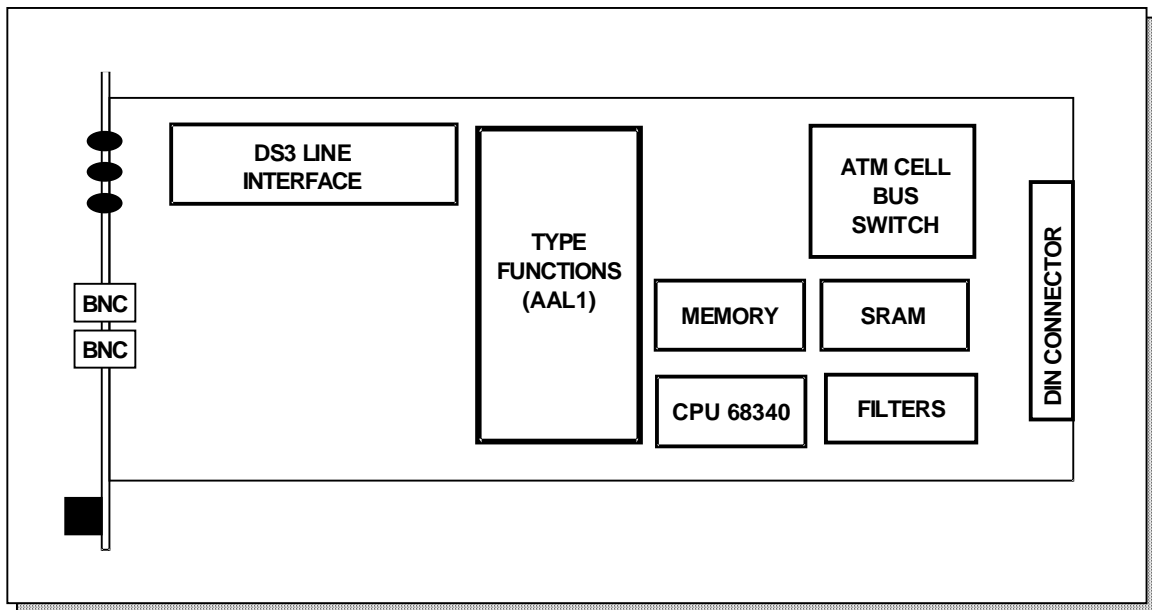 DS3 LINE
INTERFACE
TYPE
FUNCTIONS
(AAL1)
ATM CELL
BUS
SWITCH
BNC
BNC
MEMORY
SRAM
CPU 68340
FILTERS
DIN CONNECTOR